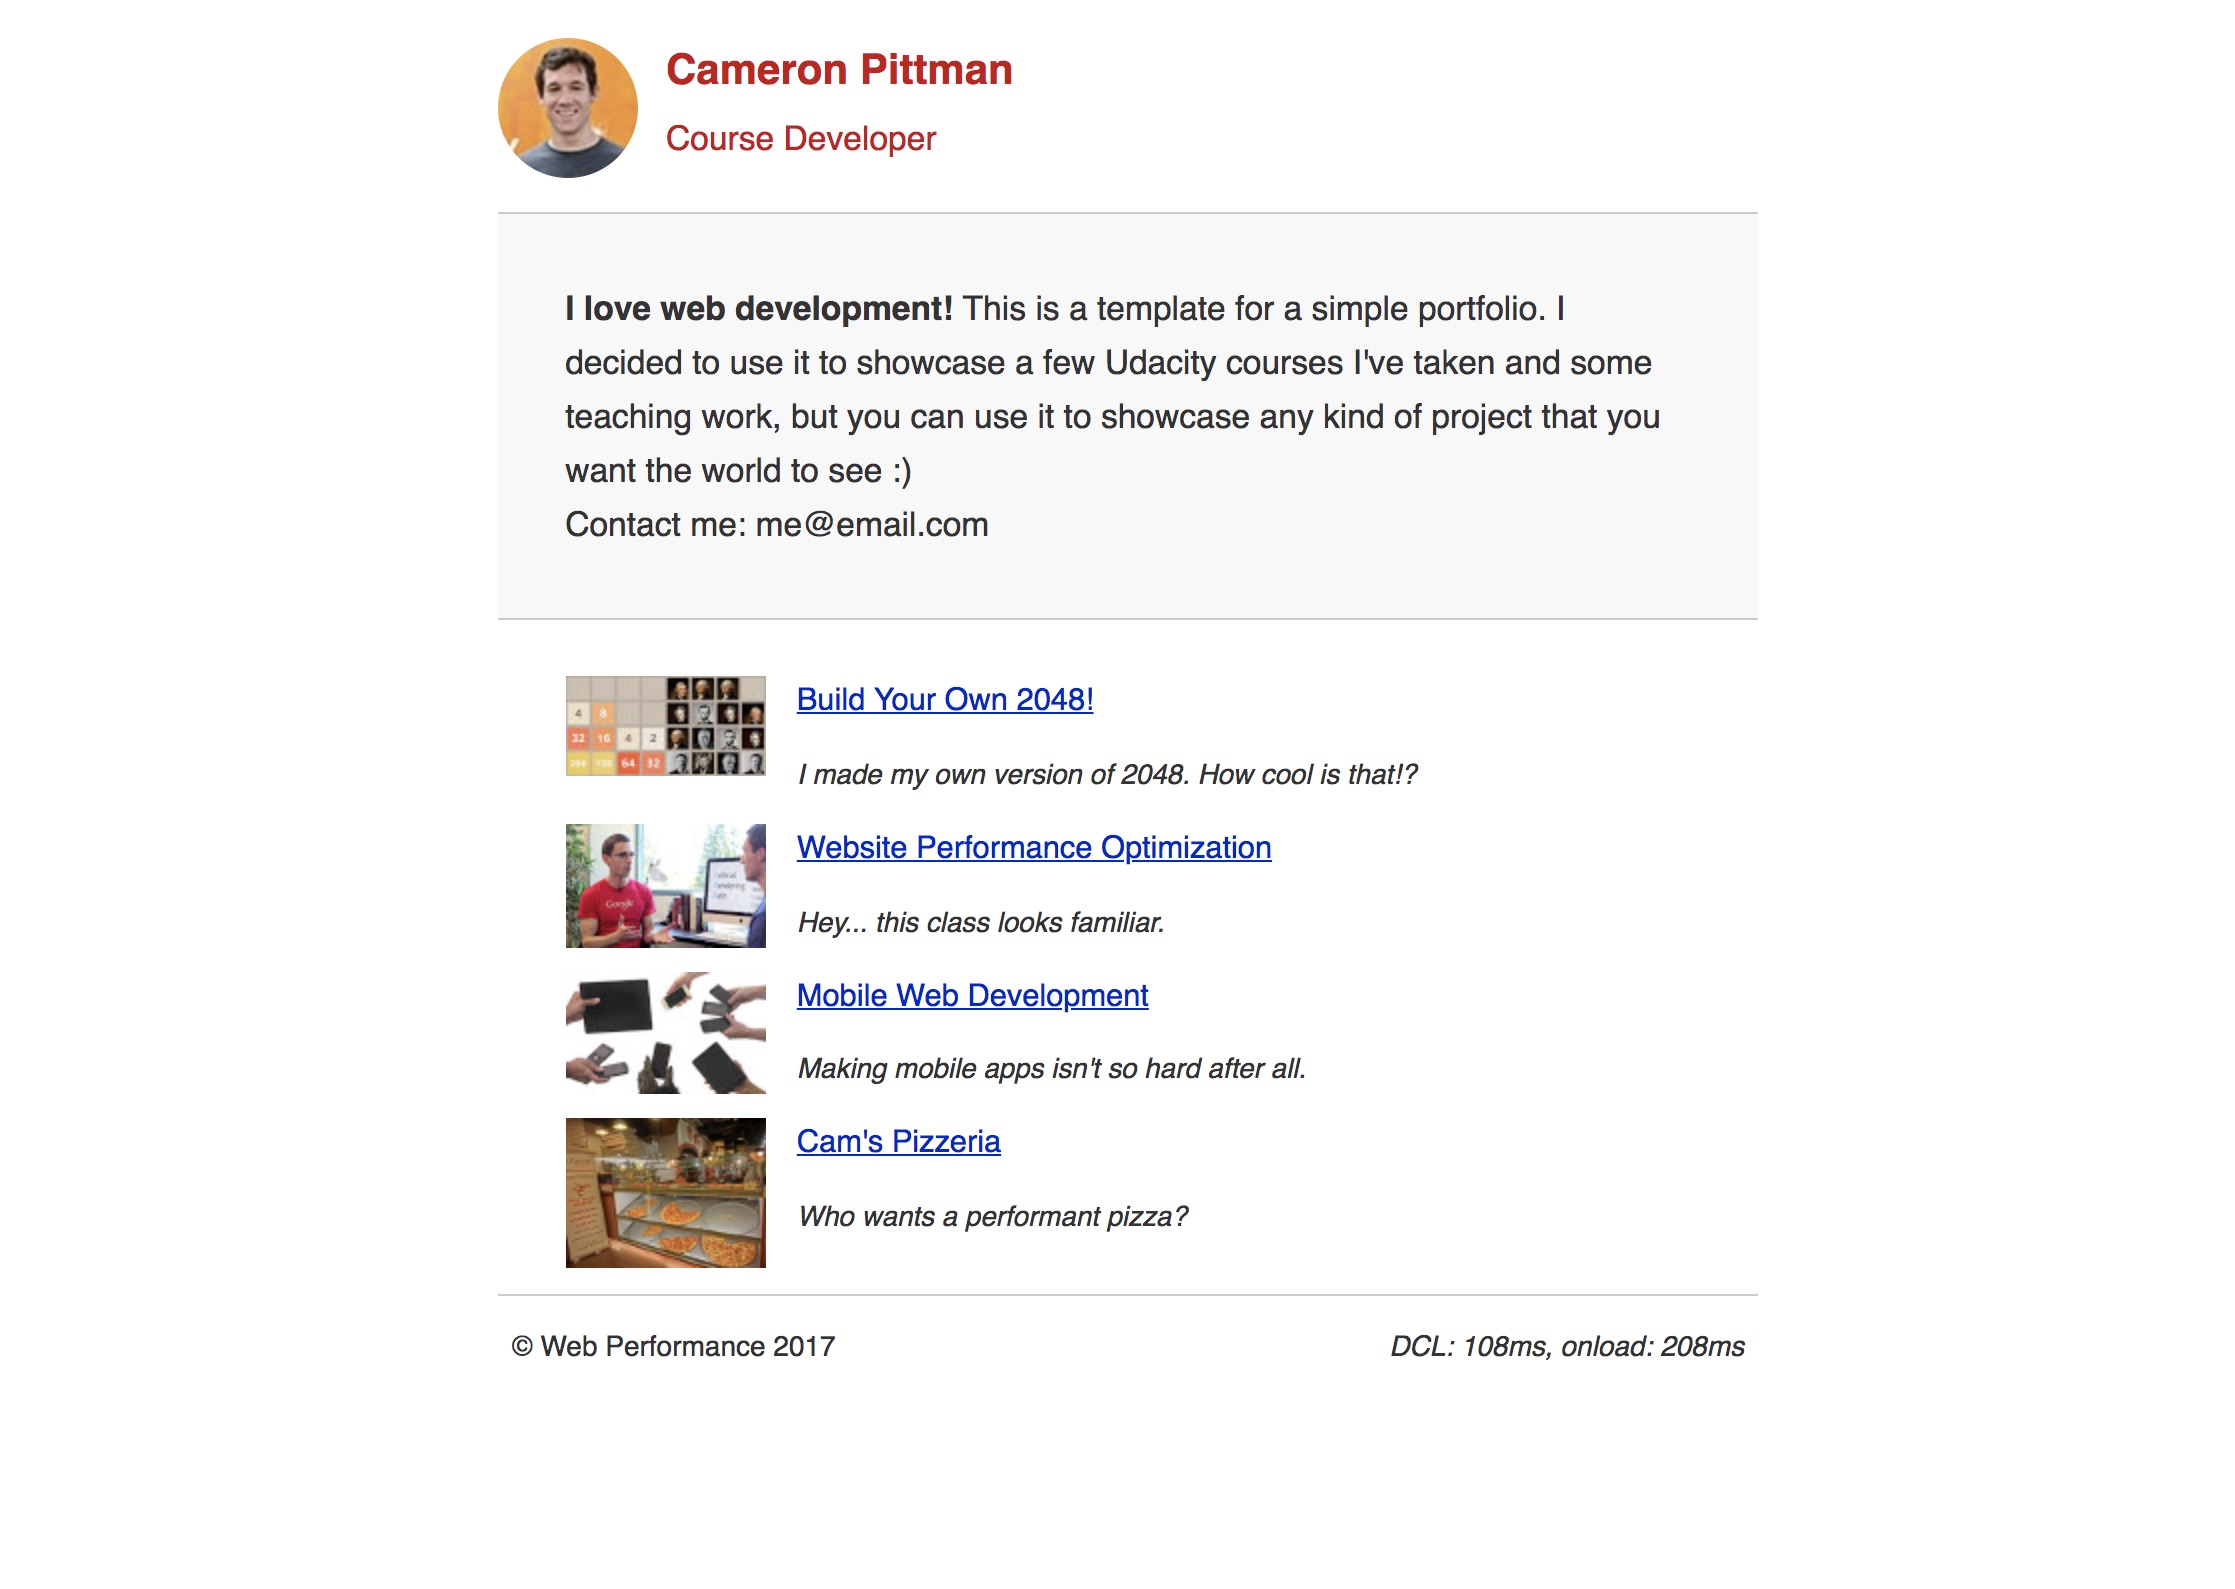 Cameron Pittman
Course Developer
I love web development! This is a template for a simple portfolio. I
decided to use it to showcase a few Udacity courses I've taken and some
teaching work, but you can use it to showcase any kind of project that you
want the world to see :)
Contact me: me@email.com
4 8
32 16 4 2
64 32
Build Your Own 2048!
I made my own version of 2048. How cool is that!?
Google
Website Performance Optimization
Hey... this class looks familiar.
Mobile Web Development
Making mobile apps isn't so hard after all.
Cam's Pizzeria
Who wants a performant pizza?
© Web Performance 2017
DCL: 108ms, onload: 208ms